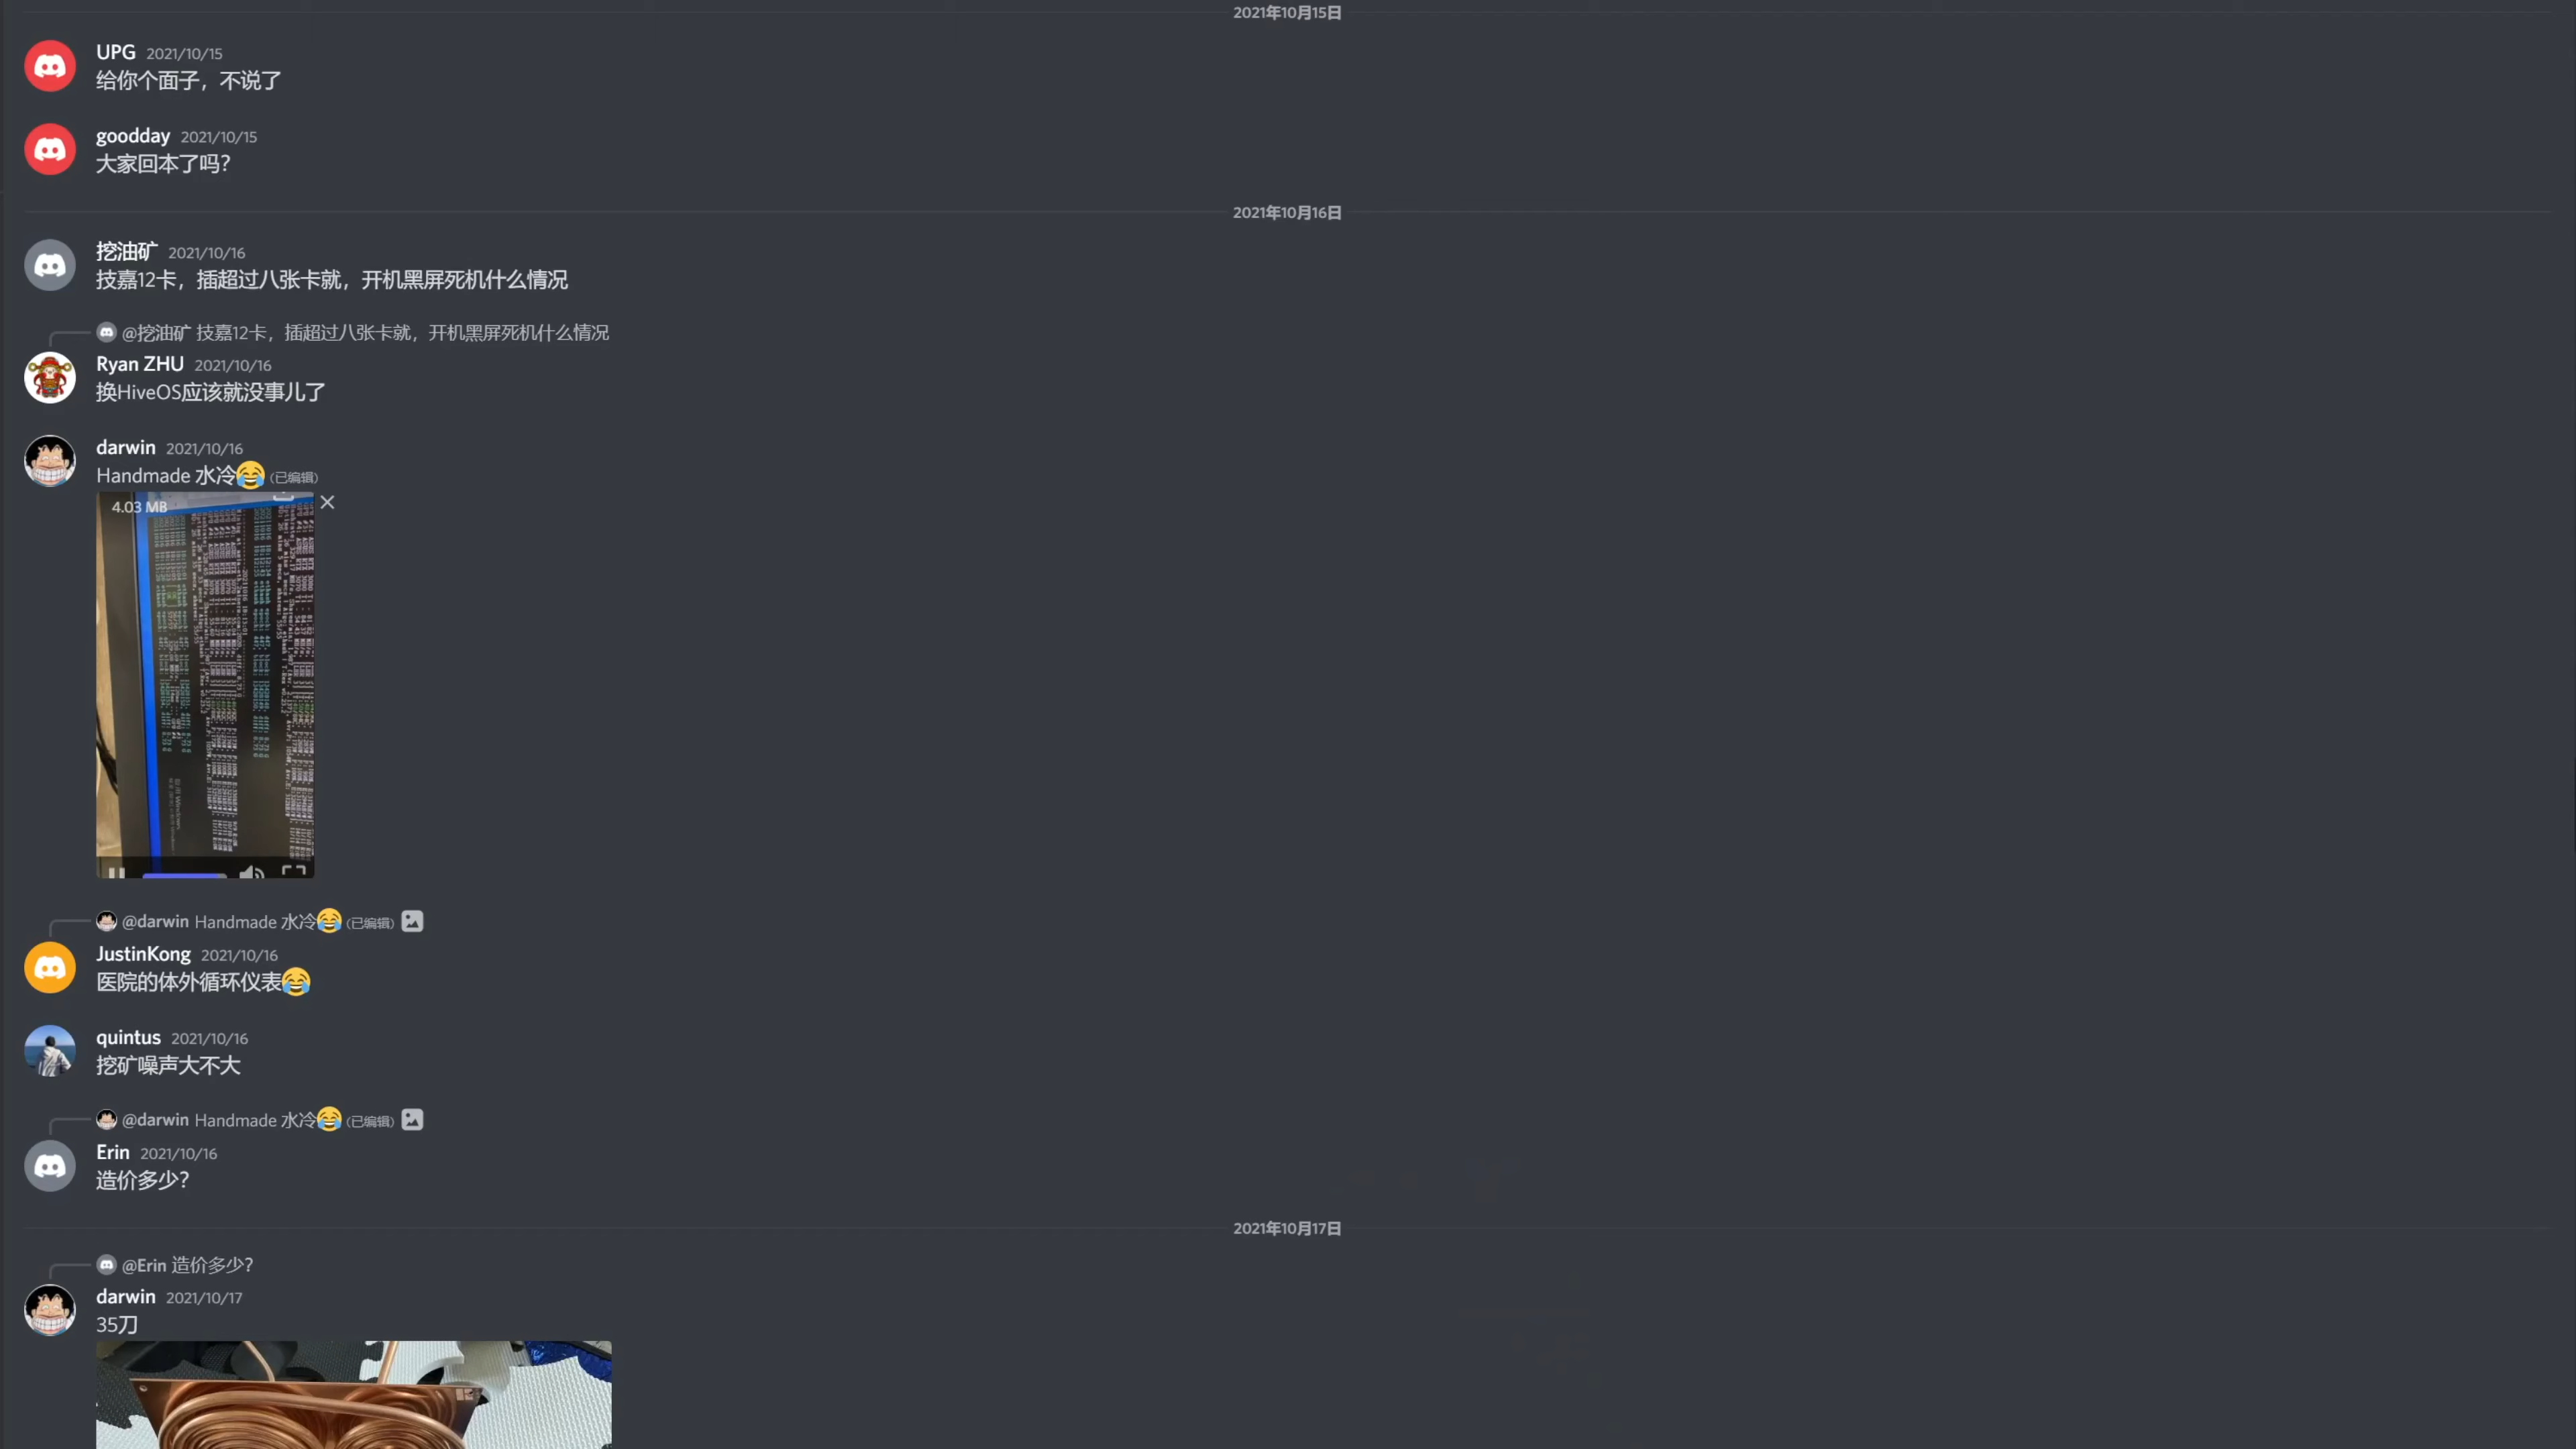 2021年10月15日
UPG 2021/10/15
给你个面子，不说了
goodday 2021/10/15
大家回本了吗？
2021年10月16日
挖油矿 2021/10/16
技嘉12卡，插超过八张卡就，开机黑屏死机什么情况
@挖油矿 技嘉12卡，插超过八张卡就，开机黑屏死机什么情况
Ryan ZHU 2021/10/16
换HiveOS应该就没事儿了
darwin 2021/10/16
Handmade 水冷😂 (已编辑)
4.03 MB
@darwin Handmade 水冷😂 (已编辑)
JustinKong 2021/10/16
医院的体外循环仪表😂
quintus 2021/10/16
挖矿噪声大不大
@darwin Handmade 水冷😂 (已编辑)
Erin 2021/10/16
造价多少？
2021年10月17日
@Erin 造价多少？
darwin 2021/10/17
35刀